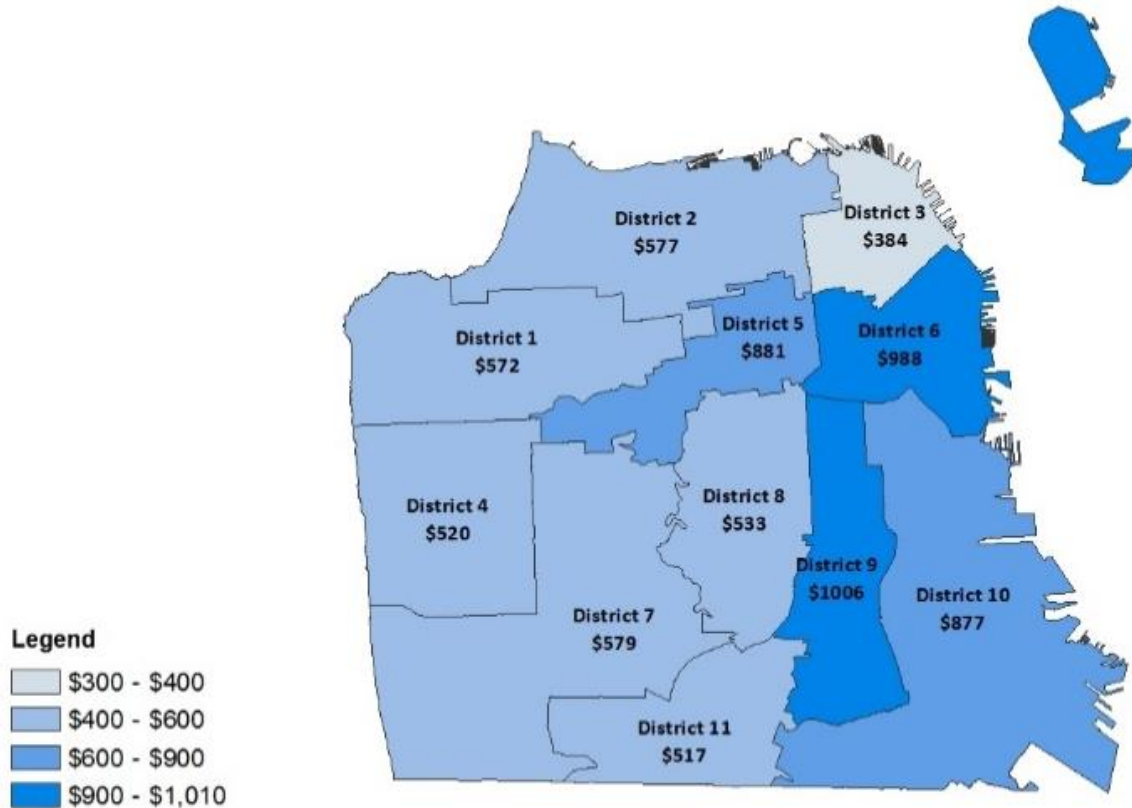 District 2
$577
District 3
$384
District 1
$572
District 5
$881
District 6
$988
District 4
$520
District 8
$533
District 9
$1006
District 10
$877
District 7
$579
District 11
$517
Legend
$300 - $400
$400 - $600
$600 - $900
$900 - $1,010